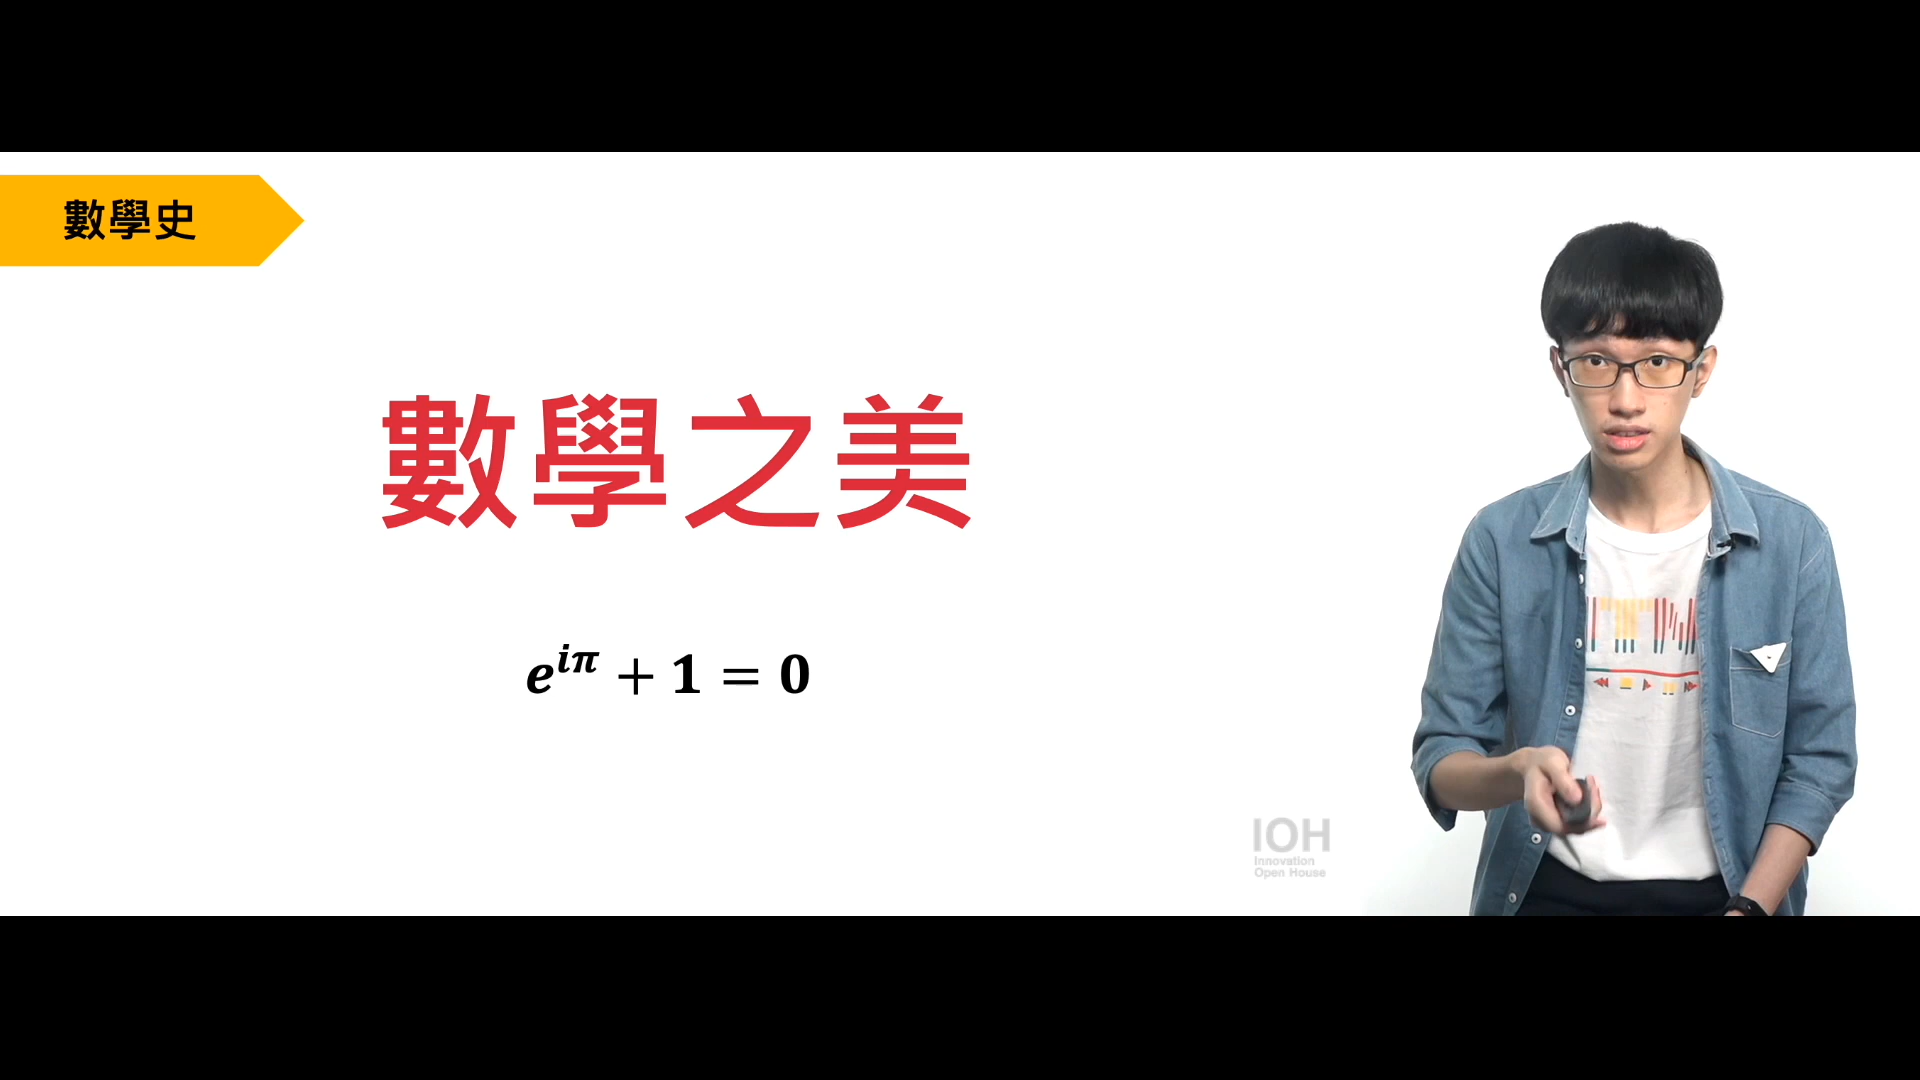 數學史
數學之美
e^{iπ} + 1 = 0
IOH
Innovation
Open House